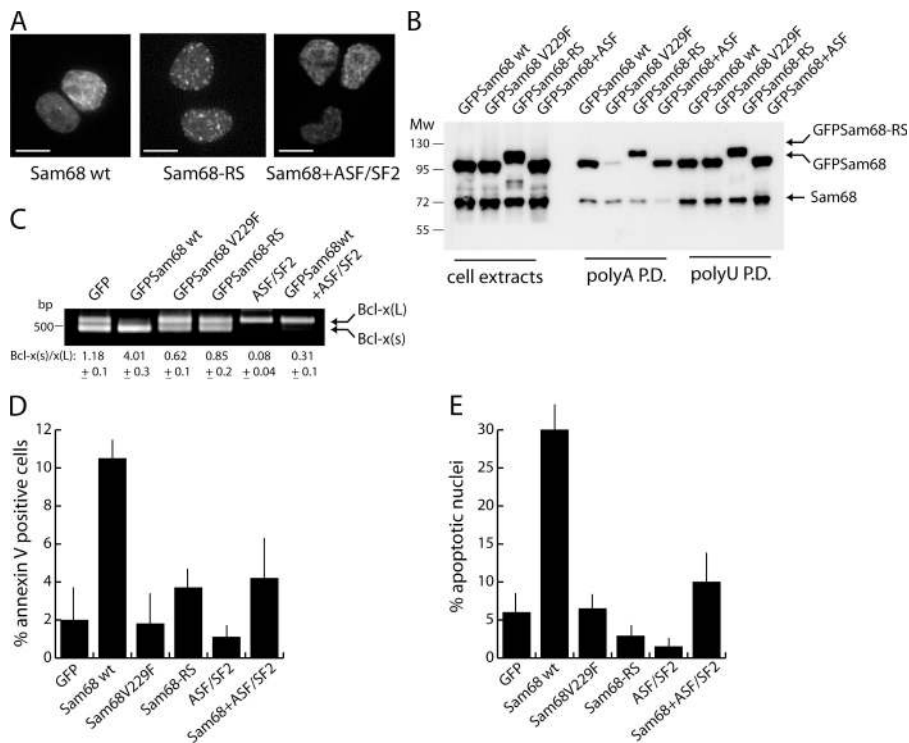 A
Sam68 wt
Sam68-RS
Sam68+ASF/SF2
B
GFPSam68 wt
GFPSam68 V229F
GFPSam68-RS
GFPSam68+ASF
GFPSam68 wt
GFPSam68 V229F
GFPSam68-RS
GFPSam68+ASF
GFPSam68 wt
GFPSam68 V229F
GFPSam68-RS
GFPSam68+ASF
Mw
130
95
72
55
GFPSam68-RS
GFPSam68
Sam68
cell extracts
polyA P.D.
polyU P.D.
C
GFP
GFPSam68 wt
GFPSam68 V229F
GFPSam68-RS
ASF/SF2
GFPSam68wt
+ASF/SF2
bp
500
Bcl-x(L)
Bcl-x(s)
Bcl-x(s)/x(L): 1.18 4.01 0.62 0.85 0.08 0.31
± 0.1 ± 0.3 ± 0.1 ± 0.2 ± 0.04 ± 0.1
D
% annexin V positive cells
12
10
8
6
4
2
0
GFP
Sam68 wt
Sam68V229F
Sam68-RS
ASF/SF2
Sam68+ASF/SF2
E
% apoptotic nuclei
30
25
20
15
10
5
0
GFP
Sam68 wt
Sam68V229F
Sam68-RS
ASF/SF2
Sam68+ASF/SF2